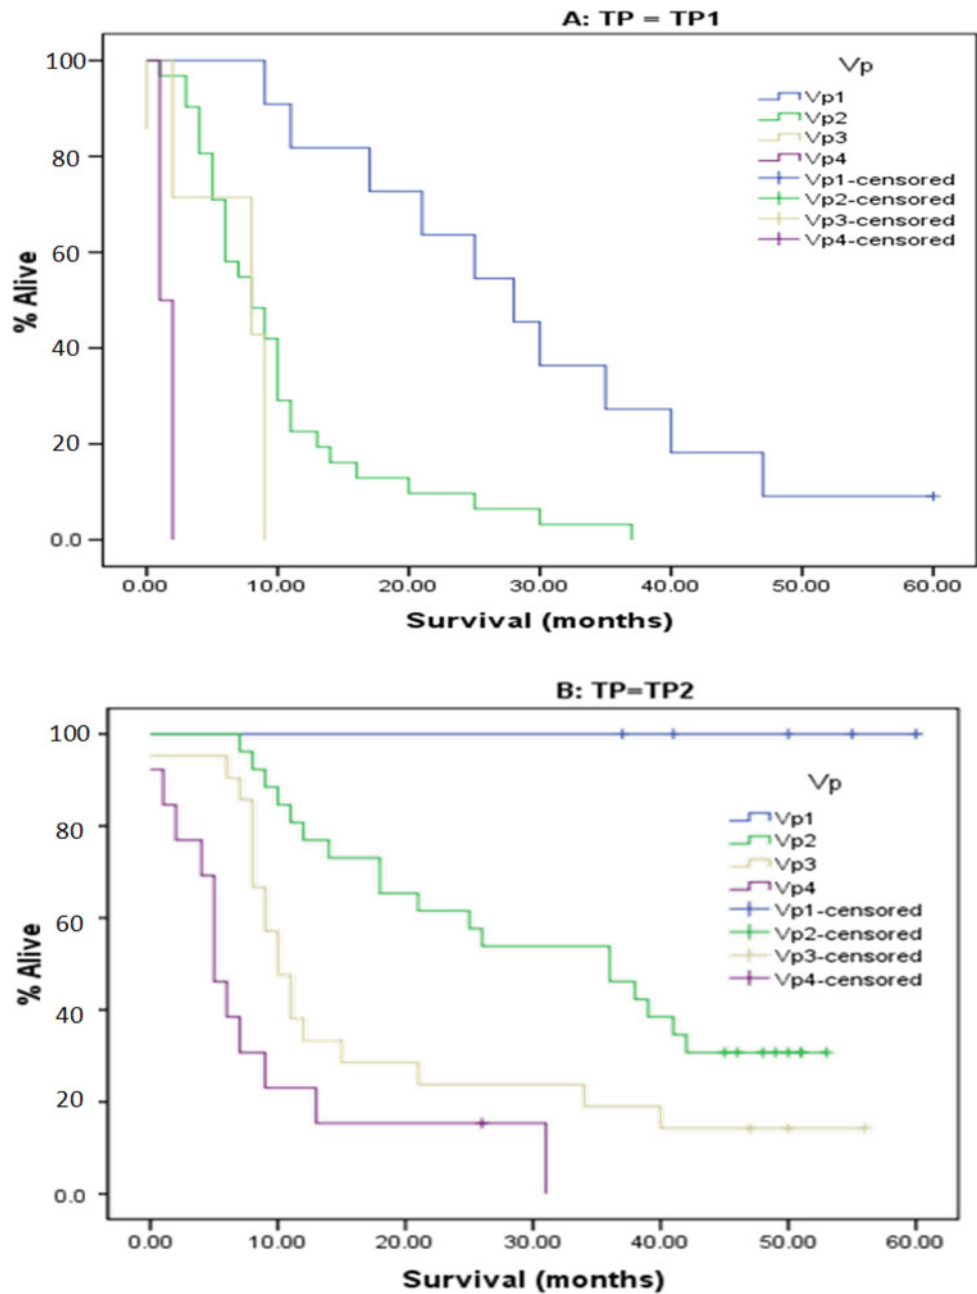 A: TP = TP1
100
80
60
40
20
0.0
% Alive
Vp
Vp1
Vp2
Vp3
Vp4
Vp1-censored
Vp2-censored
Vp3-censored
Vp4-censored
0.00 10.00 20.00 30.00 40.00 50.00 60.00
Survival (months)
B: TP=TP2
100
80
60
40
20
0.0
% Alive
Vp
Vp1
Vp2
Vp3
Vp4
Vp1-censored
Vp2-censored
Vp3-censored
Vp4-censored
0.00 10.00 20.00 30.00 40.00 50.00 60.00
Survival (months)